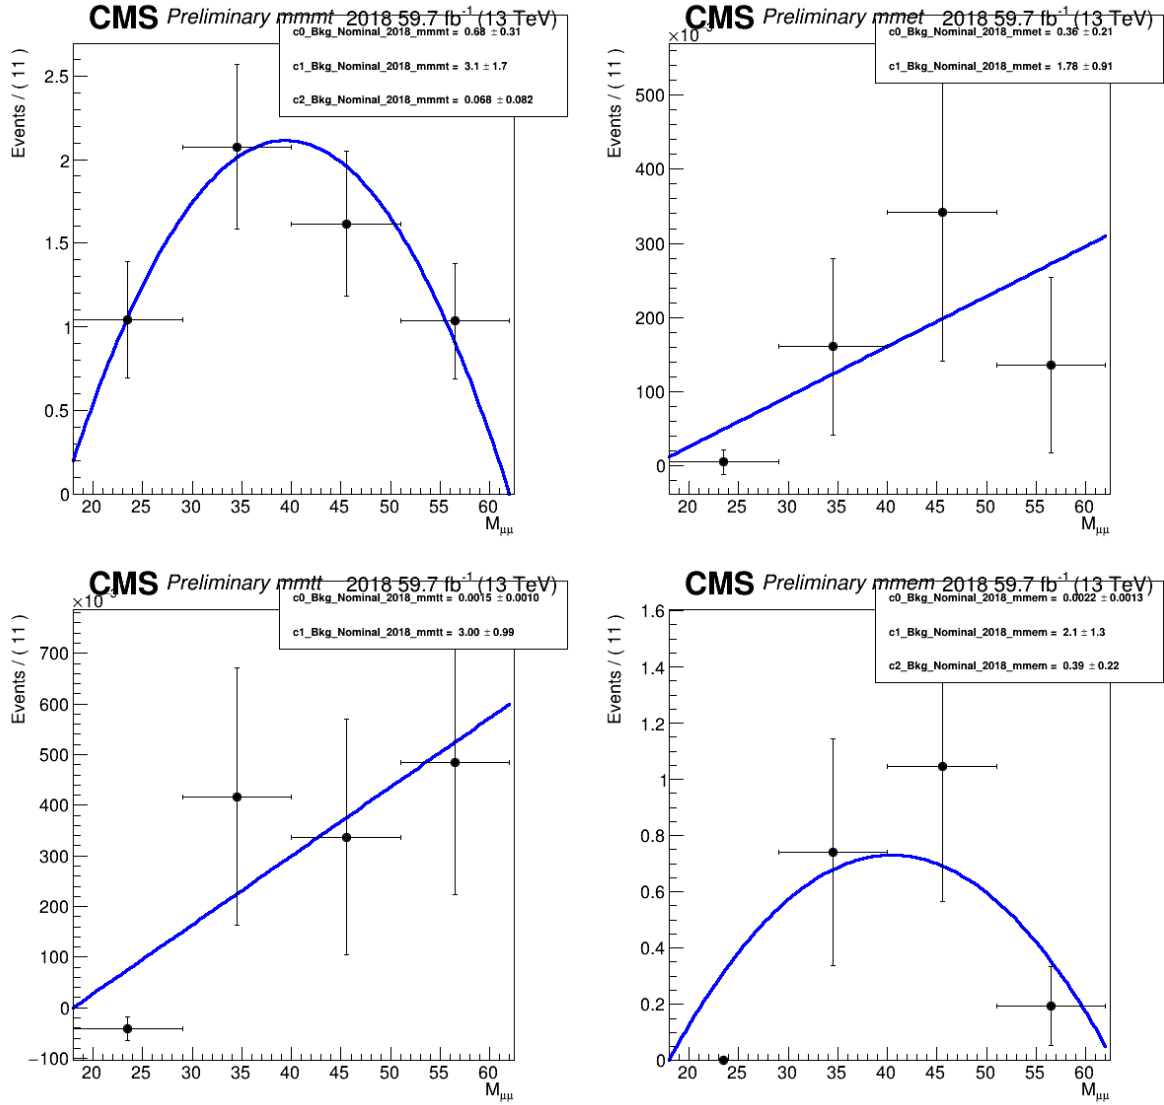 CMS Preliminary mmmt 2018 59.7 fb⁻¹ (13 TeV)
c0_Bkg_Nominal_2018_mmmt = 0.68 ± 0.31
c1_Bkg_Nominal_2018_mmmt = 3.1 ± 1.7
c2_Bkg_Nominal_2018_mmmt = 0.068 ± 0.082
Events / ( 11 )
2.5
2
1.5
1
0.5
0
20 25 30 35 40 45 50 55 60
M_μμ
CMS Preliminary mmet 2018 59.7 fb⁻¹ (13 TeV)
c0_Bkg_Nominal_2018_mmet = 0.36 ± 0.21
c1_Bkg_Nominal_2018_mmet = 1.78 ± 0.91
Events / ( 11 )
500
400
300
200
100
0
20 25 30 35 40 45 50 55 60
M_μμ
CMS Preliminary mmtt 2018 59.7 fb⁻¹ (13 TeV)
c0_Bkg_Nominal_2018_mmtt = 0.0015 ± 0.0010
c1_Bkg_Nominal_2018_mmtt = 3.00 ± 0.99
Events / ( 11 )
700
600
500
400
300
200
100
0
−100
20 25 30 35 40 45 50 55 60
M_μμ
CMS Preliminary mmem 2018 59.7 fb⁻¹ (13 TeV)
c0_Bkg_Nominal_2018_mmem = 0.0022 ± 0.0013
c1_Bkg_Nominal_2018_mmem = 2.1 ± 1.3
c2_Bkg_Nominal_2018_mmem = 0.39 ± 0.22
Events / ( 11 )
1.6
1.4
1.2
1
0.8
0.6
0.4
0.2
0
20 25 30 35 40 45 50 55 60
M_μμ